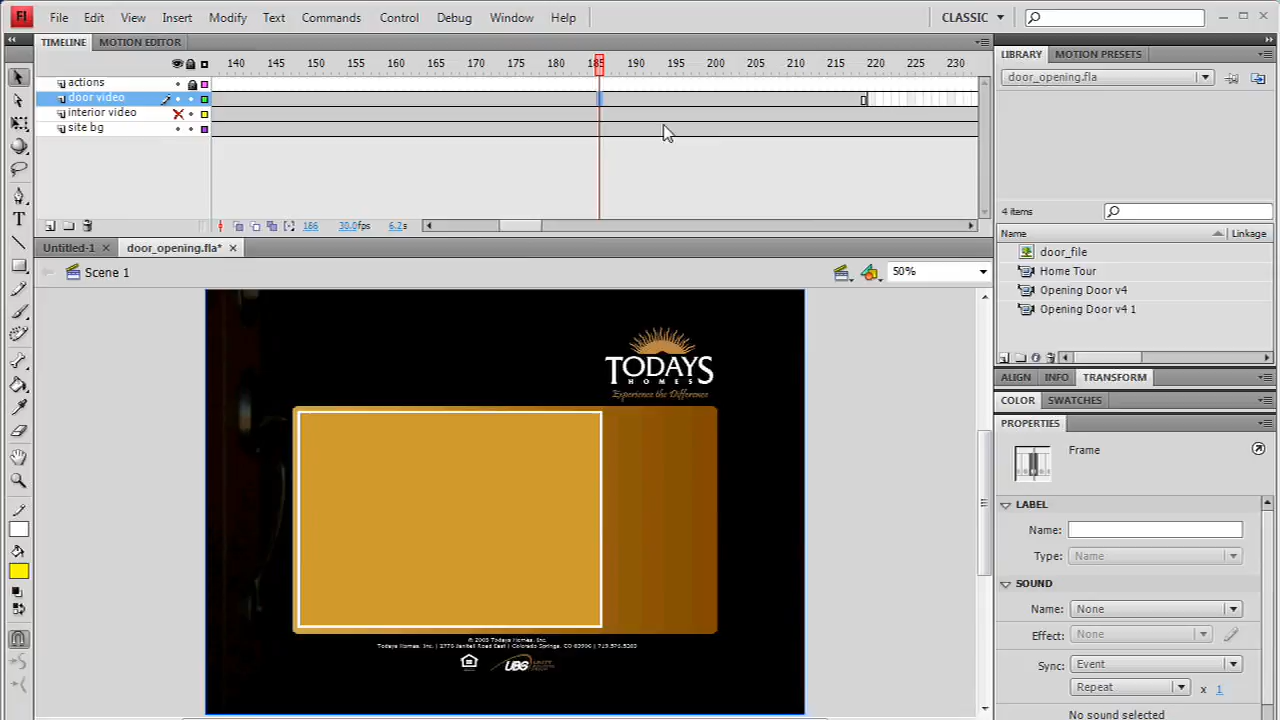 Fl File Edit View Insert Modify Text Commands Control Debug Window Help CLASSIC
TIMELINE MOTION EDITOR
LIBRARY MOTION PRESETS
140 145 150 155 160 165 170 175 180 185 190 195 200 205 210 215 220 225 230
door_opening.fla
actions
door video
interior video
site bg
186 30.0fps 6.2s
4 items
Name Linkage
Untitled-1 door_opening.fla*
door_file
Scene 1 50%
Home Tour
Opening Door v4
Opening Door v4 1
TODAYS
HOMES
Experience the Difference
ALIGN INFO TRANSFORM
COLOR SWATCHES
PROPERTIES
Frame
LABEL
Name:
Type: Name
SOUND
Name: None
Effect: None
Sync: Event
Repeat x 1
No sound selected
Todays Homes, Inc.
UBG